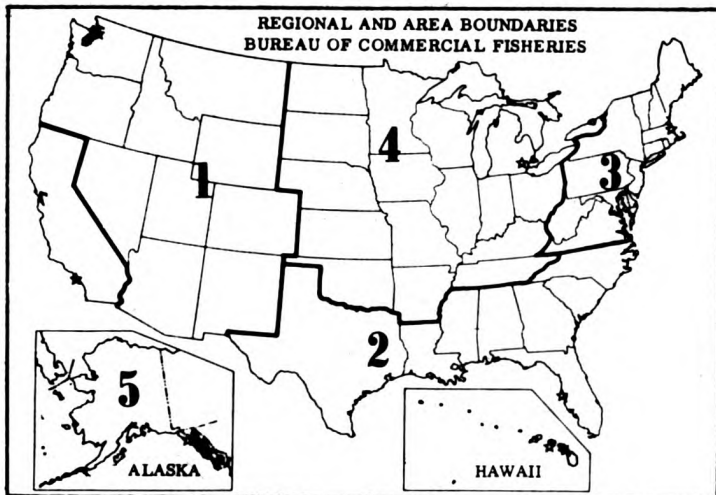 REGIONAL AND AREA BOUNDARIES
BUREAU OF COMMERCIAL FISHERIES
1
4
3
2
5
ALASKA
HAWAII